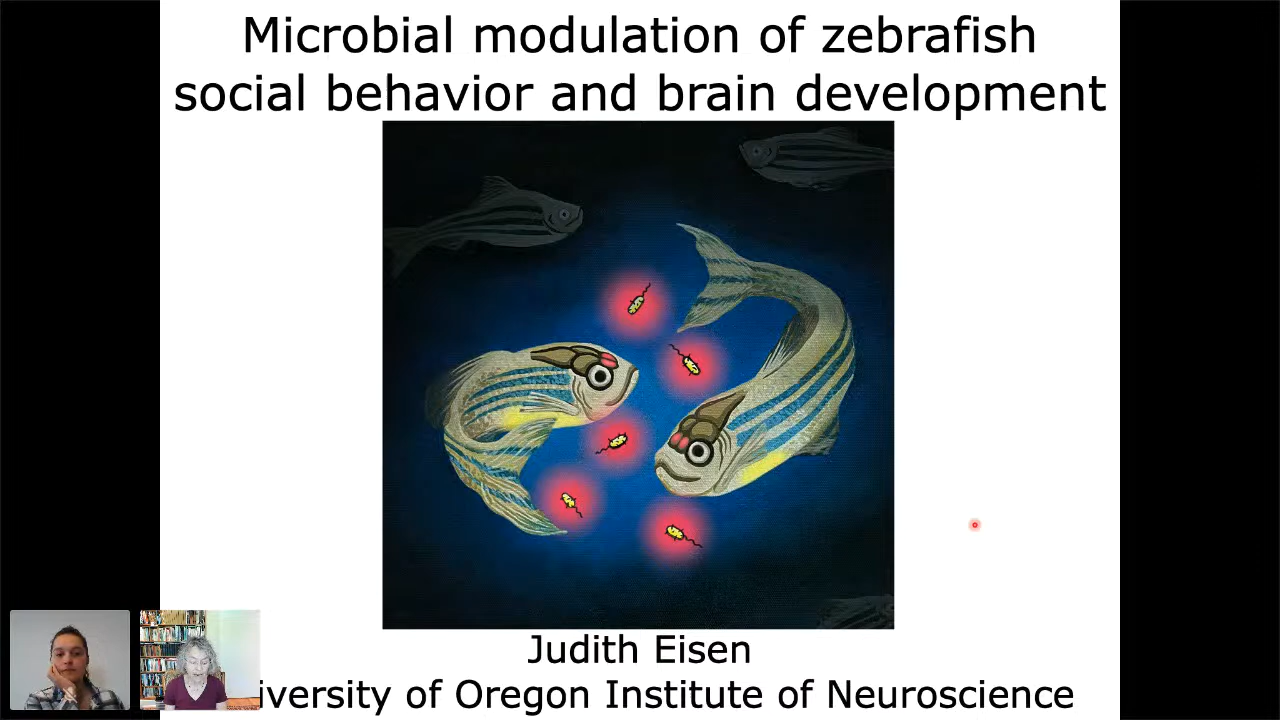 Microbial modulation of zebrafish
social behavior and brain development
Judith Eisen
iversity of Oregon Institute of Neuroscience